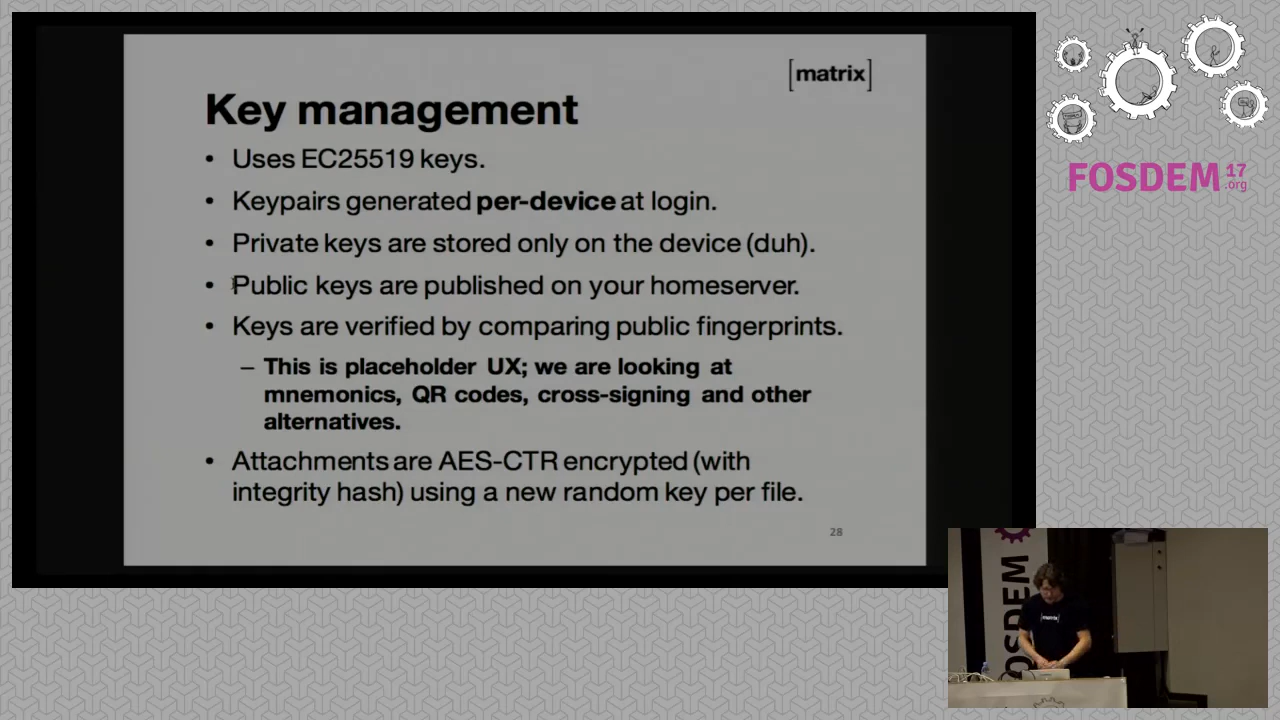 [matrix]
Key management
• Uses EC25519 keys.
• Keypairs generated per-device at login.
• Private keys are stored only on the device (duh).
• Public keys are published on your homeserver.
• Keys are verified by comparing public fingerprints.
– This is placeholder UX; we are looking at
mnemonics, QR codes, cross-signing and other
alternatives.
• Attachments are AES-CTR encrypted (with
integrity hash) using a new random key per file.
28
FOSDEM 17
.org
OSDEM
[matrix]